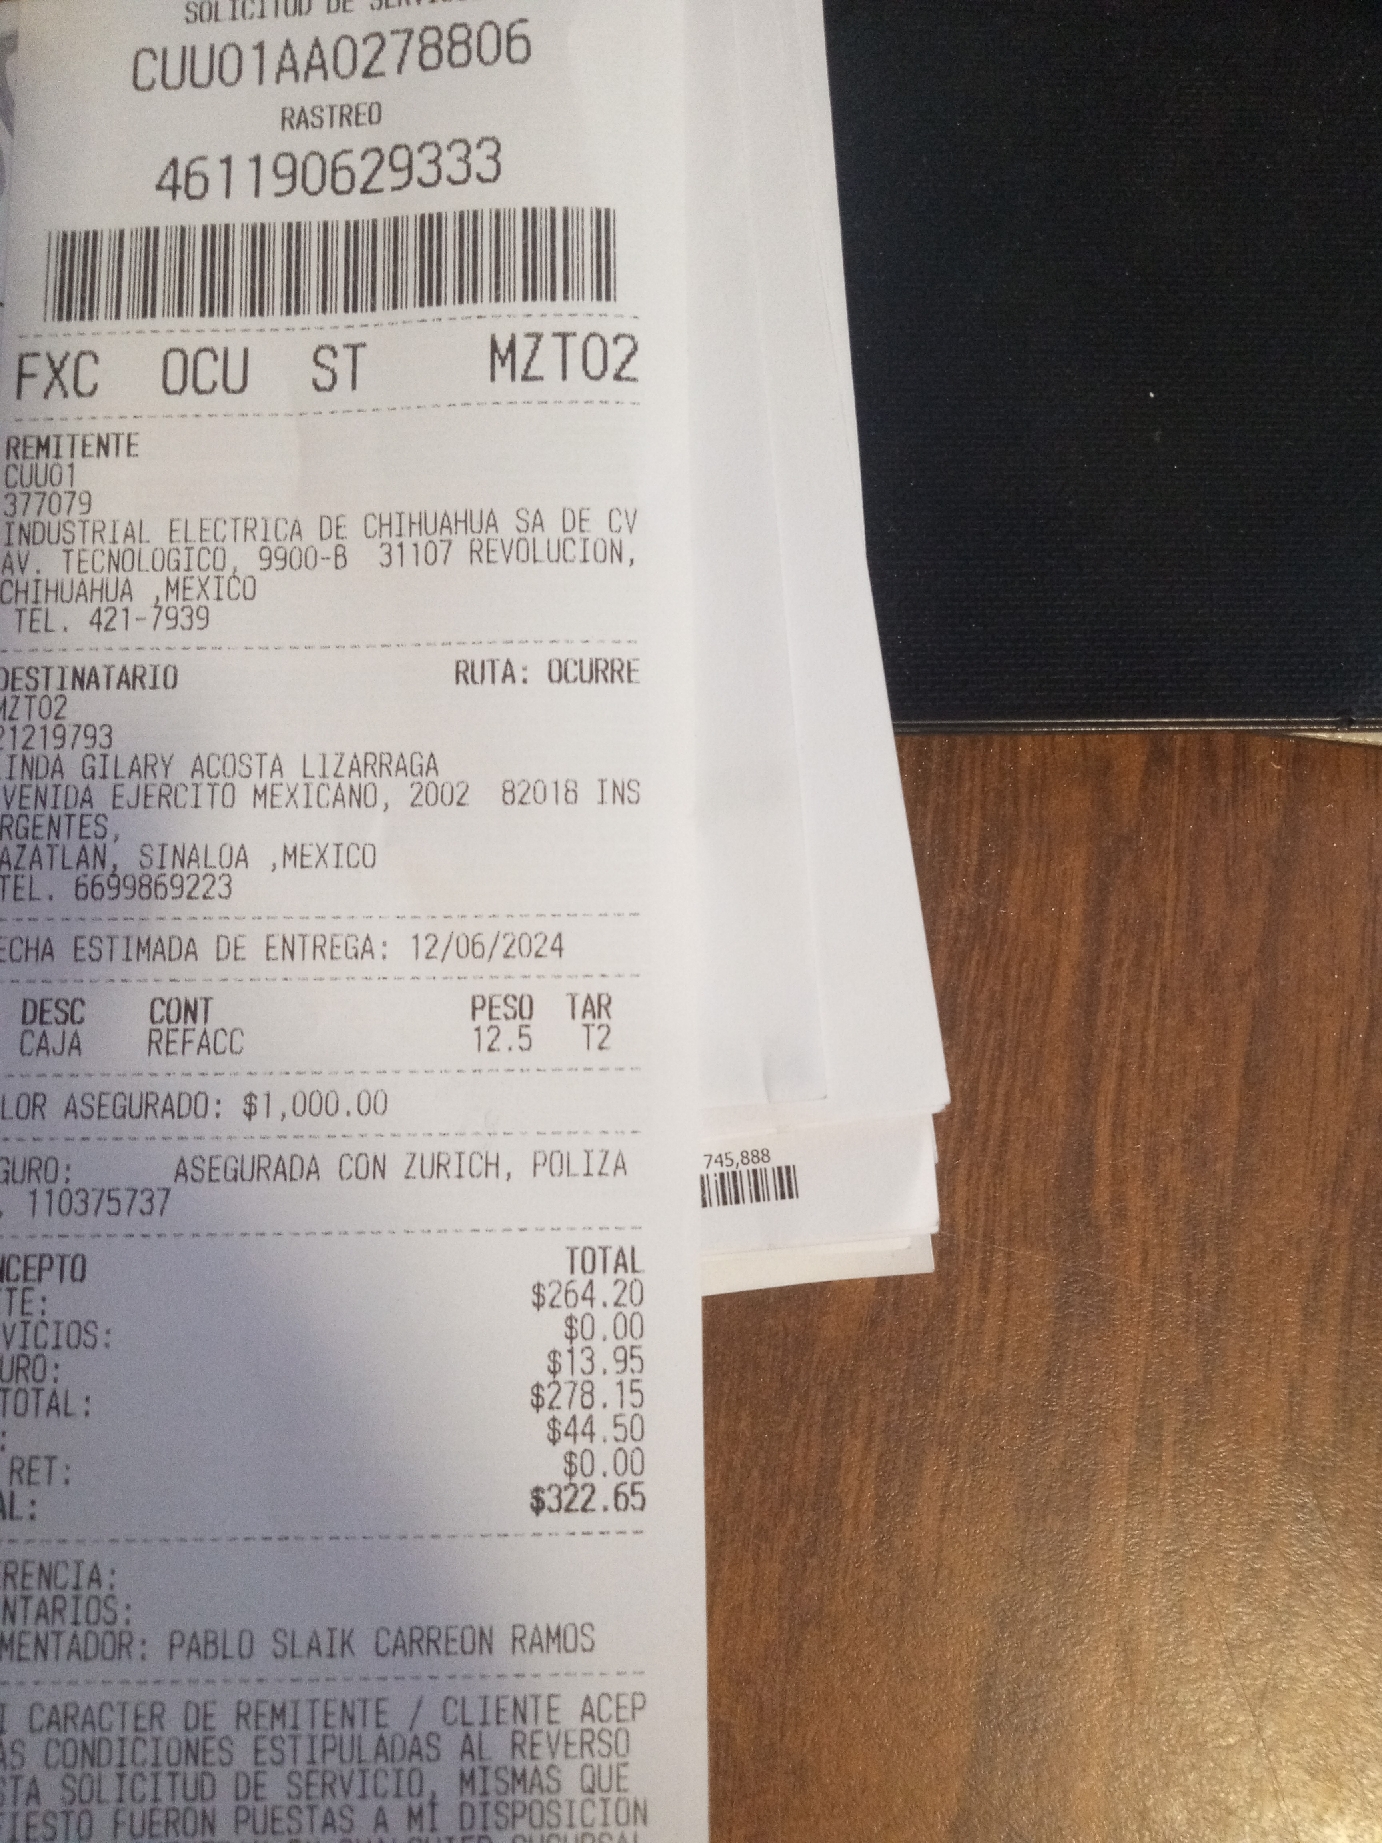 SOLICITUD DE
CUU01AA0278806
RASTREO
461190629333
FXC OCU ST MZT02
REMITENTE
CUU01
377079
INDUSTRIAL ELECTRICA DE CHIHUAHUA SA DE CV
AV. TECNOLOGICO, 9900-B 31107 REVOLUCION,
CHIHUAHUA ,MEXICO
TEL. 421-7939
DESTINATARIO RUTA: OCURRE
MZT02
21219793
INDA GILARY ACOSTA LIZARRAGA
VENIDA EJERCITO MEXICANO, 2002 82018 INS
RGENTES,
AZATLAN, SINALOA ,MEXICO
TEL. 6699869223
ECHA ESTIMADA DE ENTREGA: 12/06/2024
DESC CONT PESO TAR
CAJA REFACC 12.5 T2
LOR ASEGURADO: $1,000.00
GURO: ASEGURADA CON ZURICH, POLIZA
. 110375737
745,888
NCEPTO TOTAL
TE: $264.20
VICIOS: $0.00
URO: $13.95
TOTAL: $278.15
: $44.50
RET: $0.00
AL: $322.65
RENCIA:
NTARIOS:
MENTADOR: PABLO SLAIK CARREON RAMOS
I CARACTER DE REMITENTE / CLIENTE ACEP
AS CONDICIONES ESTIPULADAS AL REVERSO
STA SOLICITUD DE SERVICIO, MISMAS QUE
FIESTO FUERON PUESTAS A MI DISPOSICION